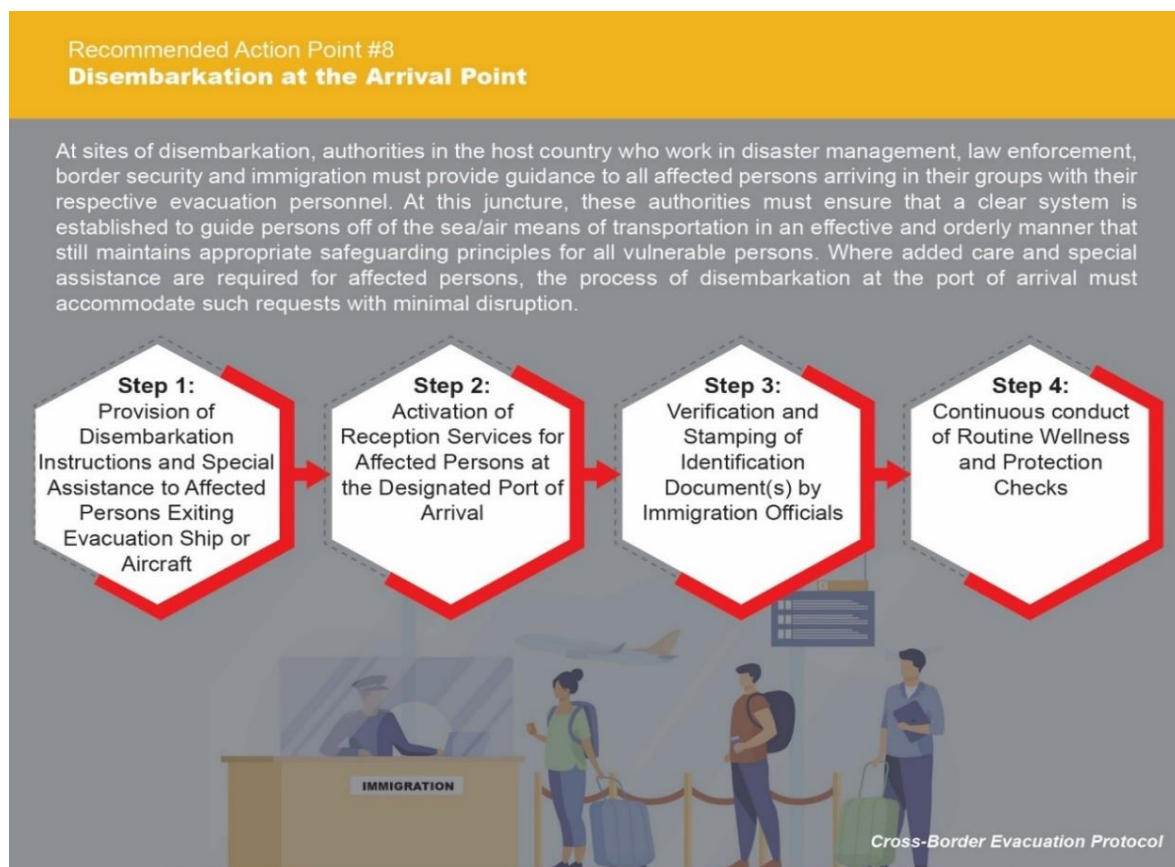 Recommended Action Point #8
Disembarkation at the Arrival Point
At sites of disembarkation, authorities in the host country who work in disaster management, law enforcement,
border security and immigration must provide guidance to all affected persons arriving in their groups with their
respective evacuation personnel. At this juncture, these authorities must ensure that a clear system is
established to guide persons off of the sea/air means of transportation in an effective and orderly manner that
still maintains appropriate safeguarding principles for all vulnerable persons. Where added care and special
assistance are required for affected persons, the process of disembarkation at the port of arrival must
accommodate such requests with minimal disruption.
Step 1:
Provision of
Disembarkation
Instructions and Special
Assistance to Affected
Persons Exiting
Evacuation Ship or
Aircraft
Step 2:
Activation of
Reception Services for
Affected Persons at
the Designated Port of
Arrival
Step 3:
Verification and
Stamping of
Identification
Document(s) by
Immigration Officials
Step 4:
Continuous conduct
of Routine Wellness
and Protection
Checks
IMMIGRATION
Cross-Border Evacuation Protocol